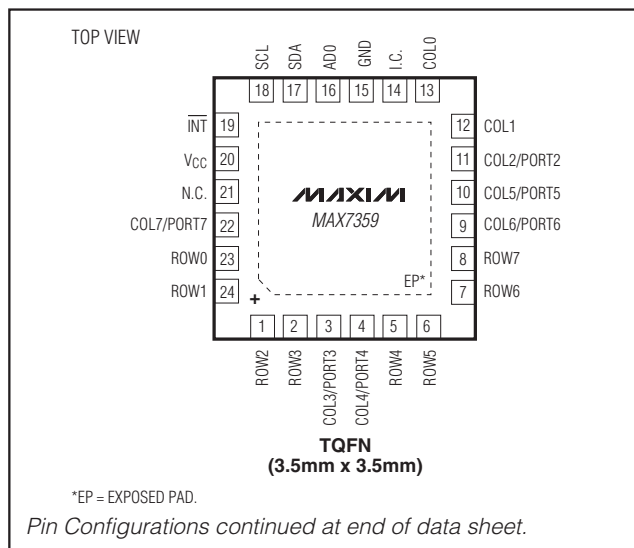 TOP VIEW
SCL
SDA
AD0
GND
I.C.
COL0
18
17
16
15
14
13
INT 19
VCC 20
N.C. 21
COL7/PORT7 22
ROW0 23
ROW1 24
12 COL1
11 COL2/PORT2
10 COL5/PORT5
9 COL6/PORT6
8 ROW7
7 ROW6
MAXIM
MAX7359
EP*
+
1
2
3
4
5
6
ROW2
ROW3
COL3/PORT3
COL4/PORT4
ROW4
ROW5
TQFN
(3.5mm x 3.5mm)
*EP = EXPOSED PAD.
Pin Configurations continued at end of data sheet.